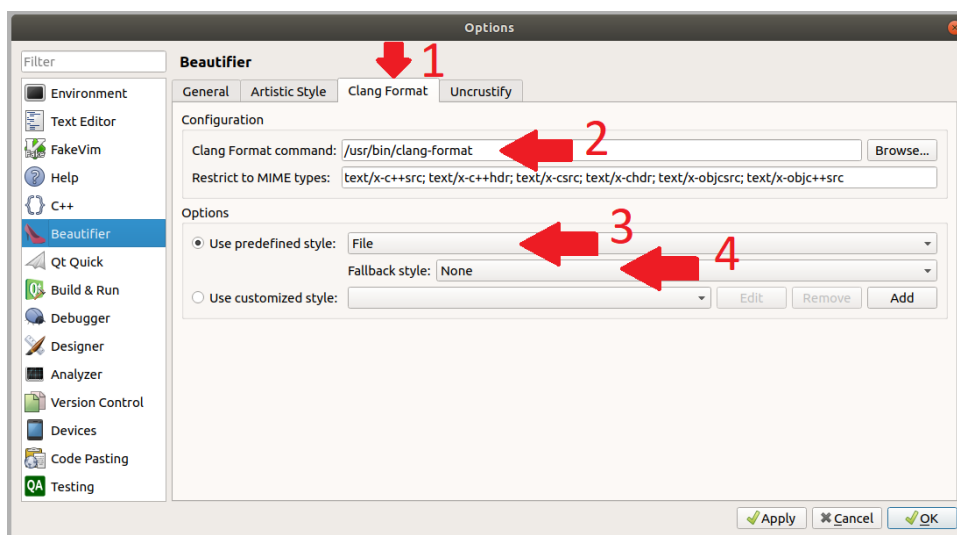 Options
Filter
Environment
Text Editor
FakeVim
Help
C++
Beautifier
Qt Quick
Build & Run
Debugger
Designer
Analyzer
Version Control
Devices
Code Pasting
QA Testing
Beautifier
1
General Artistic Style Clang Format Uncrustify
Configuration
Clang Format command: /usr/bin/clang-format 2 Browse...
Restrict to MIME types: text/x-c++src; text/x-c++hdr; text/x-csrc; text/x-chdr; text/x-objcsrc; text/x-objc++src
Options
Use predefined style: File 3
Fallback style: None 4
Use customized style: Edit Remove Add
Apply Cancel OK